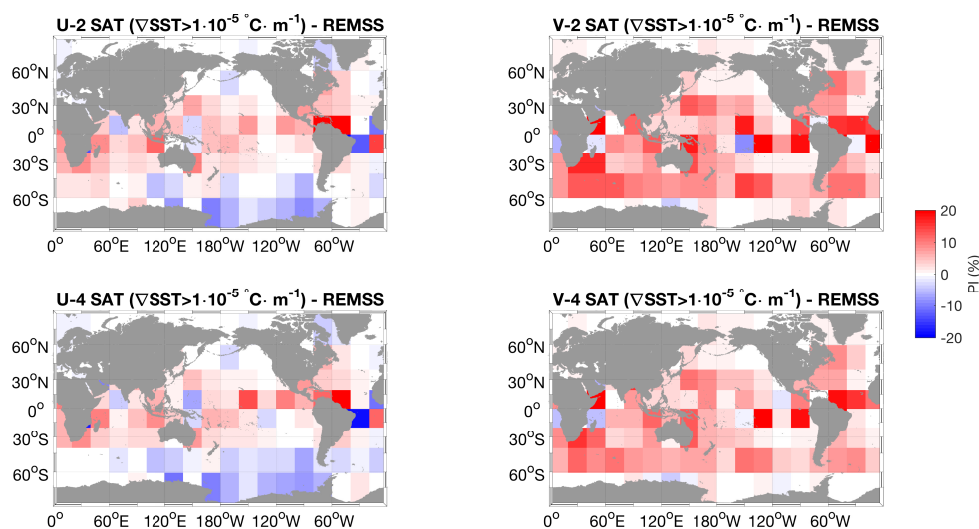 U-2 SAT (∇SST>1·10⁻⁵ °C· m⁻¹) - REMSS
60°N
30°N
0°
30°S
60°S
0° 60°E 120°E 180°W 120°W 60°W
V-2 SAT (∇SST>1·10⁻⁵ °C· m⁻¹) - REMSS
60°N
30°N
0°
30°S
60°S
0° 60°E 120°E 180°W 120°W 60°W
U-4 SAT (∇SST>1·10⁻⁵ °C· m⁻¹) - REMSS
60°N
30°N
0°
30°S
60°S
0° 60°E 120°E 180°W 120°W 60°W
V-4 SAT (∇SST>1·10⁻⁵ °C· m⁻¹) - REMSS
60°N
30°N
0°
30°S
60°S
0° 60°E 120°E 180°W 120°W 60°W
20
10
0
-10
-20
PI (%)